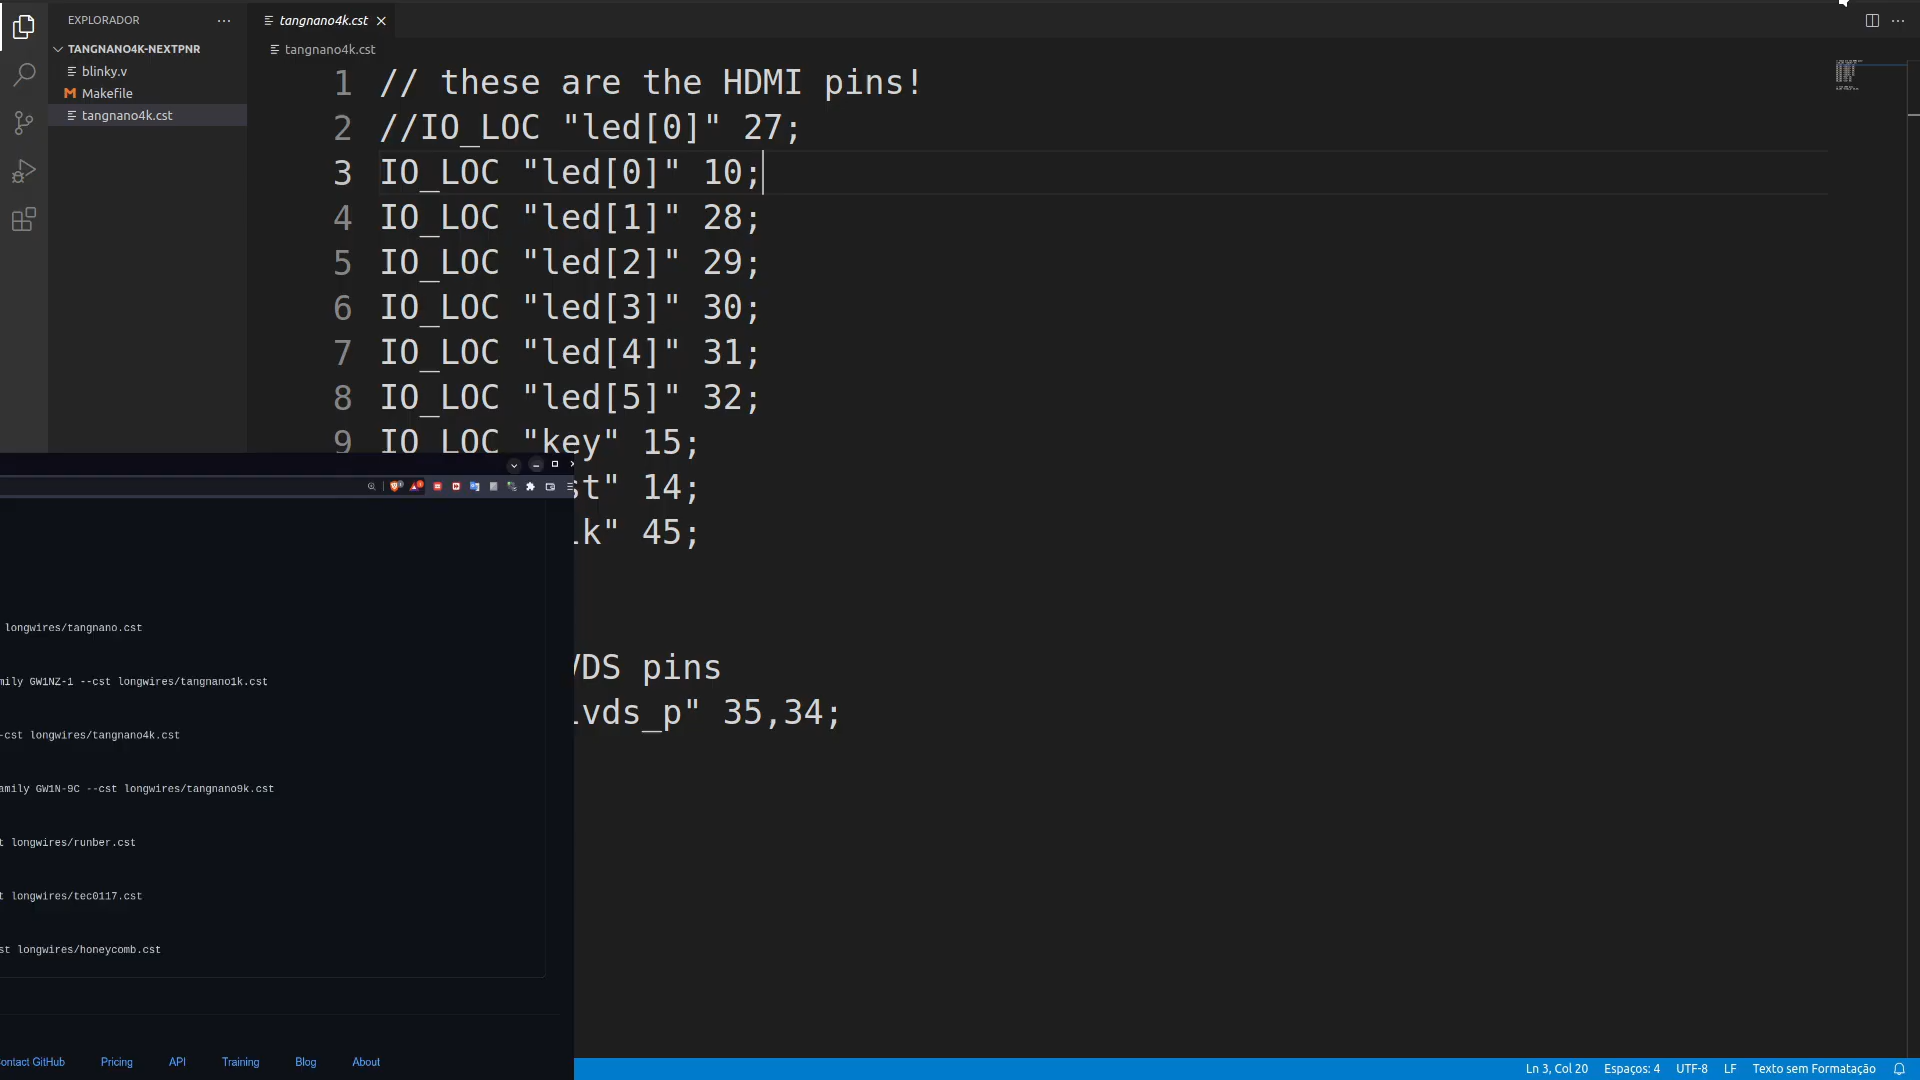 EXPLORADOR
TANGNANO4K-NEXTPNR
blinky.v
M Makefile
tangnano4k.cst
tangnano4k.cst
tangnano4k.cst
1 // these are the HDMI pins!
2 //IO_LOC "led[0]" 27;
3 IO_LOC "led[0]" 10;
4 IO_LOC "led[1]" 28;
5 IO_LOC "led[2]" 29;
6 IO_LOC "led[3]" 30;
7 IO_LOC "led[4]" 31;
8 IO_LOC "led[5]" 32;
9 IO_LOC "key" 15;
st" 14;
lk" 45;
VDS pins
lvds_p" 35,34;
longwires/tangnano.cst
mily GW1NZ-1 --cst longwires/tangnano1k.cst
-cst longwires/tangnano4k.cst
amily GW1N-9C --cst longwires/tangnano9k.cst
t longwires/runber.cst
t longwires/tec0117.cst
st longwires/honeycomb.cst
ontact GitHub Pricing API Training Blog About
Ln 3, Col 20 Espaços: 4 UTF-8 LF Texto sem Formatação